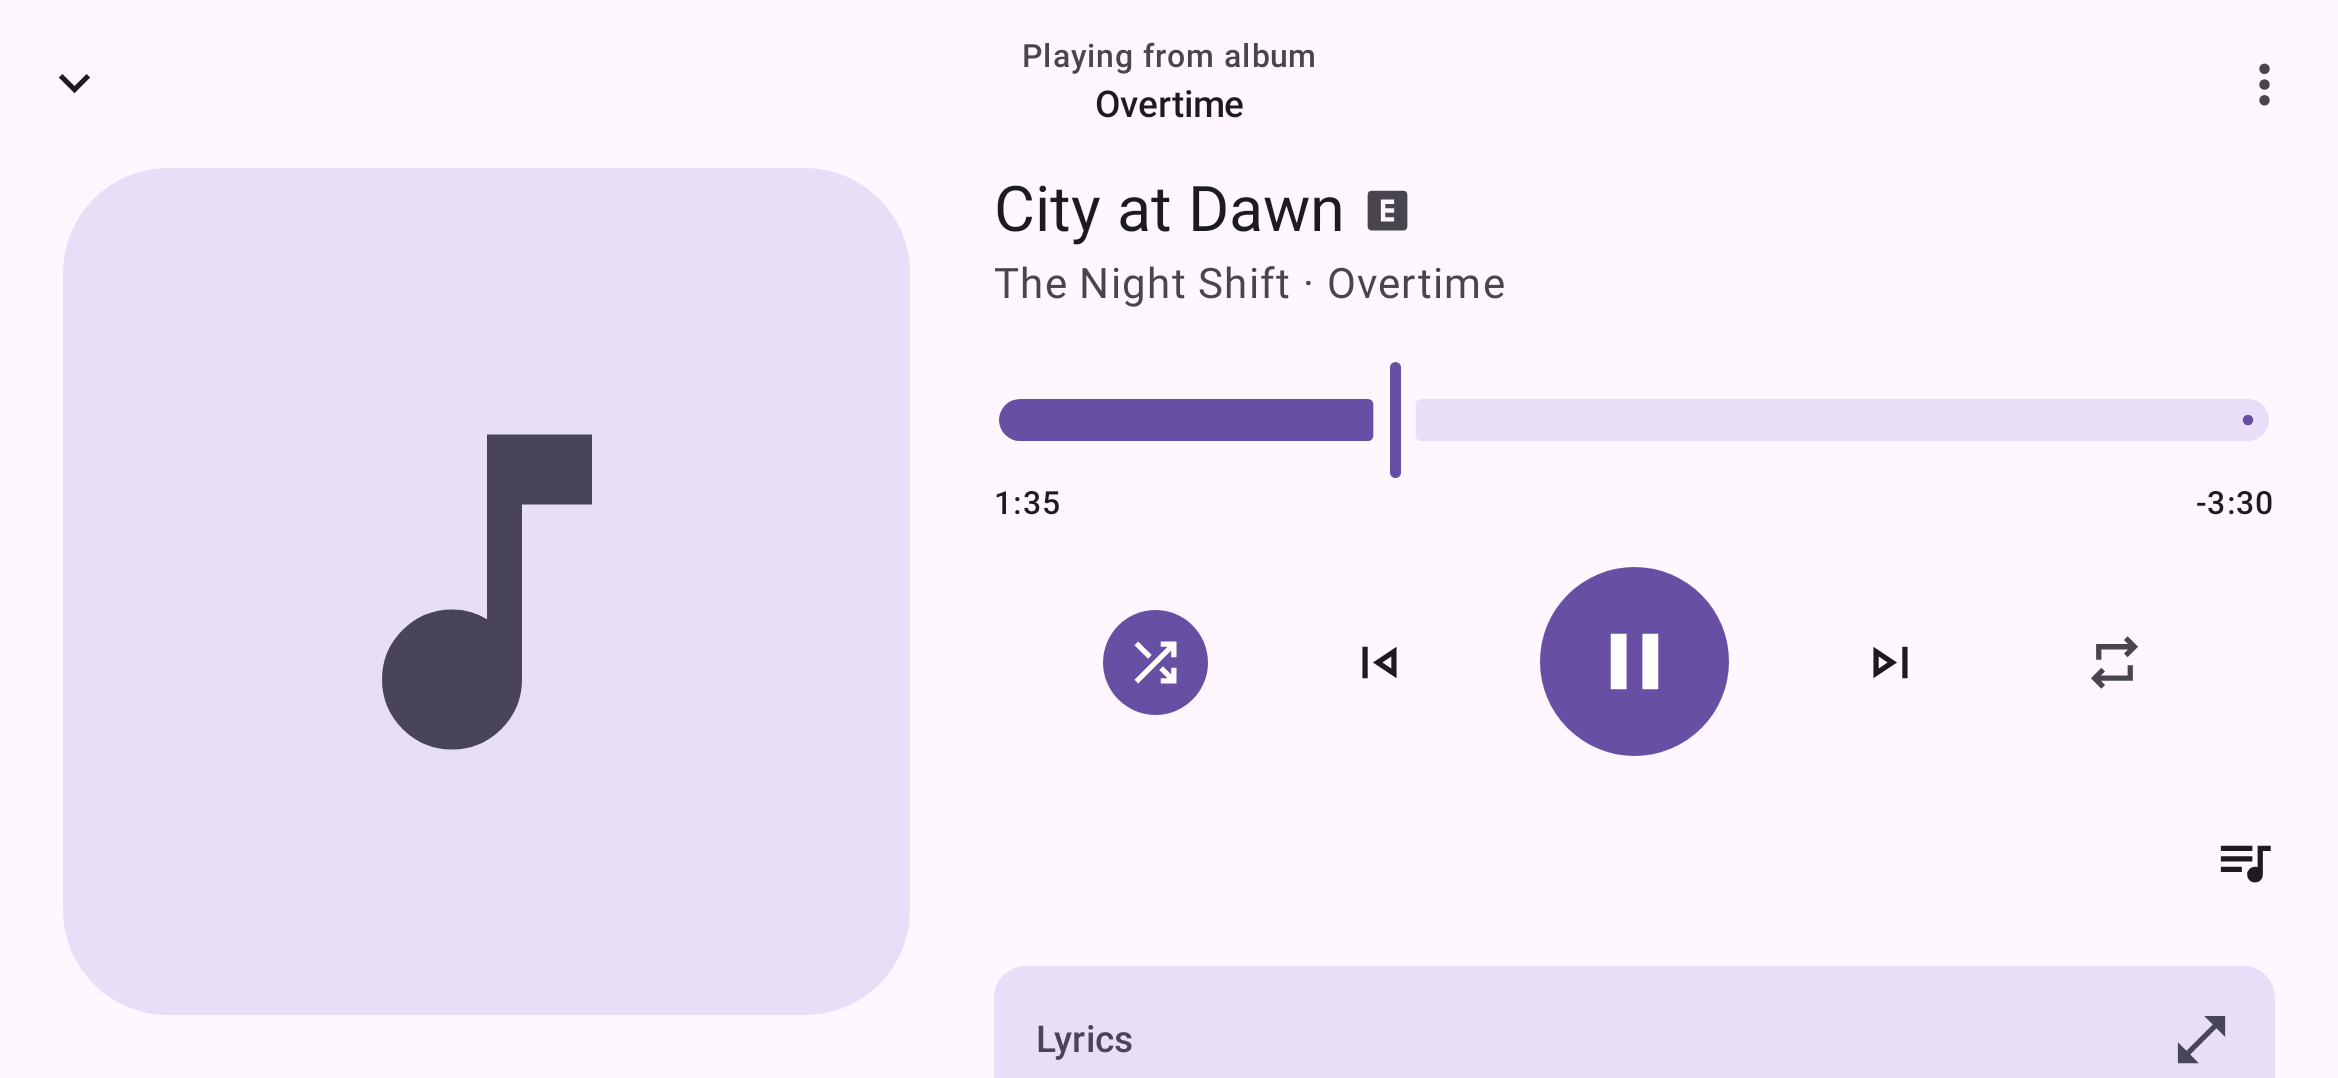 Playing from album
Overtime
City at Dawn E
The Night Shift · Overtime
1:35
-3:30
Lyrics